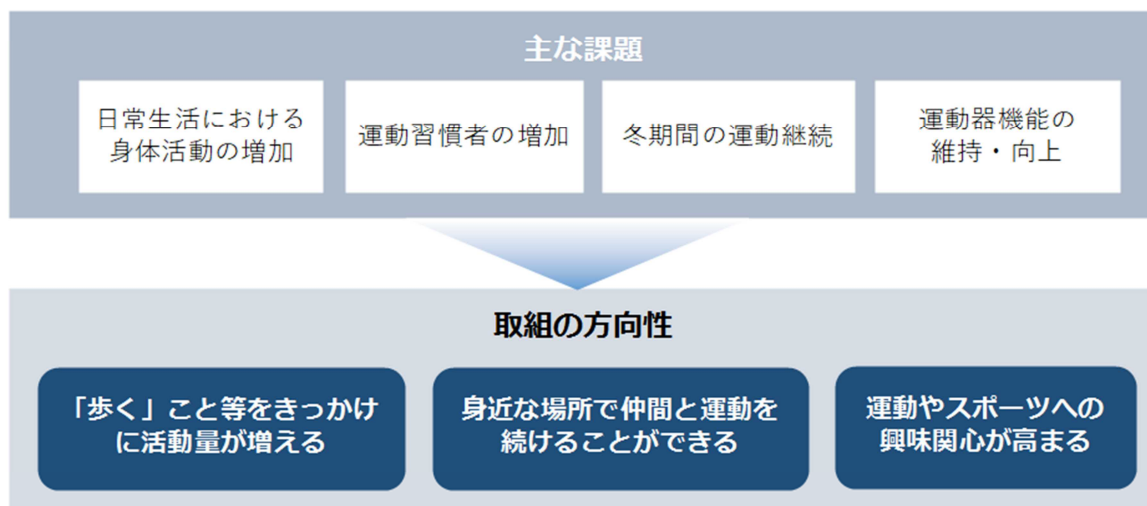 主な課題
日常生活における
身体活動の増加
運動習慣者の増加
冬期間の運動継続
運動器機能の
維持・向上
取組の方向性
「歩く」こと等をきっかけ
に活動量が増える
身近な場所で仲間と運動を
続けることができる
運動やスポーツへの
興味関心が高まる